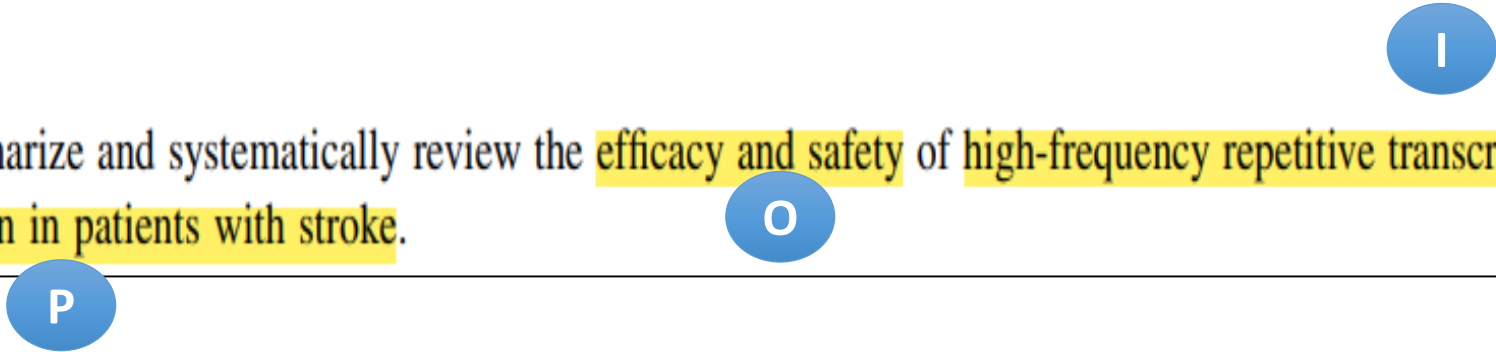 I
arize and systematically review the efficacy and safety of high-frequency repetitive transcr
n in patients with stroke.
O
P